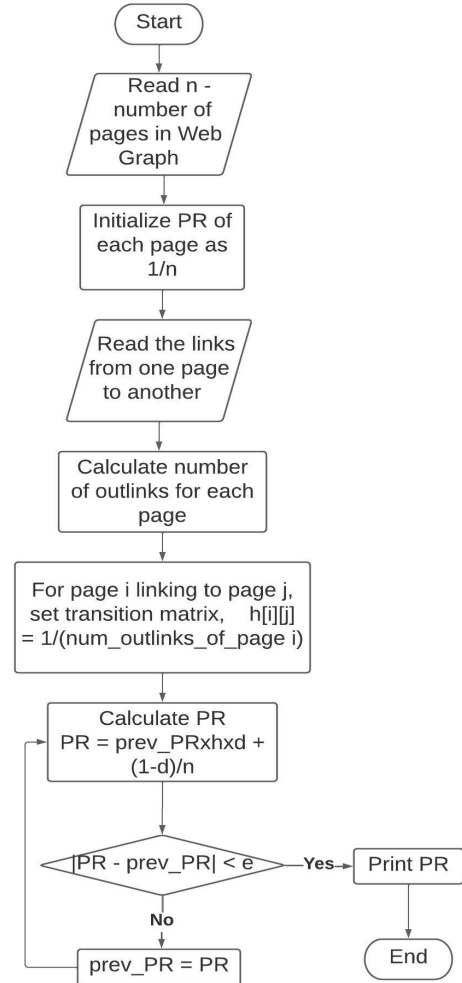 Start
Read n -
number of
pages in Web
Graph
Initialize PR of
each page as
1/n
Read the links
from one page
to another
Calculate number
of outlinks for each
page
For page i linking to page j,
set transition matrix, h[i][j]
= 1/(num_outlinks_of_page i)
Calculate PR
PR = prev_PRxhxd +
(1-d)/n
|PR - prev_PR| < e
Yes
Print PR
No
End
prev_PR = PR